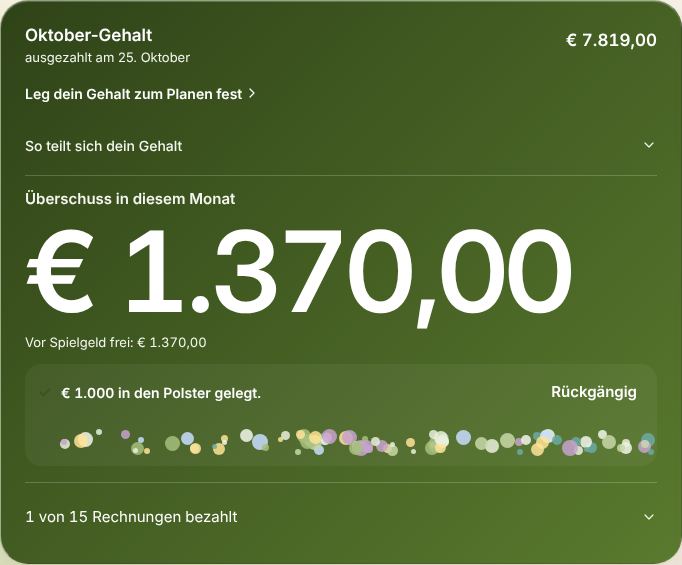 Oktober-Gehalt
€ 7.819,00
ausgezahlt am 25. Oktober
Leg dein Gehalt zum Planen fest
So teilt sich dein Gehalt
Überschuss in diesem Monat
€ 1.370,00
Vor Spielgeld frei: € 1.370,00
€ 1.000 in den Polster gelegt.
Rückgängig
1 von 15 Rechnungen bezahlt